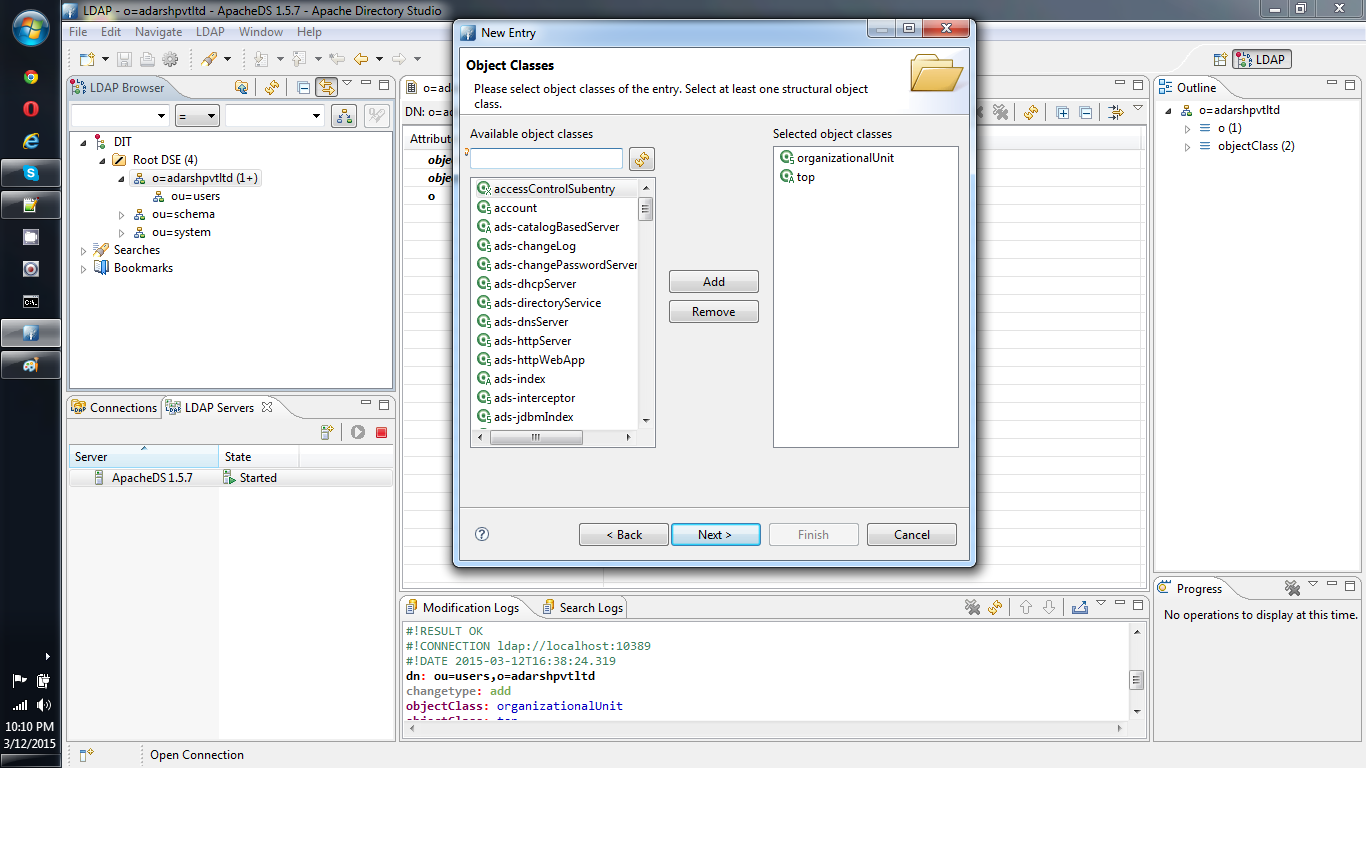 LDAP - o=adarshpvtltd - ApacheDS 1.5.7 - Apache Directory Studio
File Edit Navigate LDAP Window Help
LDAP
LDAP Browser
=
DIT
Root DSE (4)
o=adarshpvtltd (1+)
ou=users
ou=schema
ou=system
Searches
Bookmarks
Connections
LDAP Servers
Server State
ApacheDS 1.5.7 Started
DN: o=a
Attribut
o
New Entry
Object Classes
Please select object classes of the entry. Select at least one structural object
class.
Available object classes
accessControlSubentry
account
ads-catalogBasedServer
ads-changeLog
ads-changePasswordServer
ads-dhcpServer
ads-directoryService
ads-dnsServer
ads-httpServer
ads-httpWebApp
ads-index
ads-interceptor
ads-jdbmIndex
Add
Remove
Selected object classes
organizationalUnit
top
< Back Next > Finish Cancel
Outline
o=adarshpvtltd
o (1)
objectClass (2)
Modification Logs
Search Logs
#!RESULT OK
#!CONNECTION ldap://localhost:10389
#!DATE 2015-03-12T16:38:24.319
dn: ou=users,o=adarshpvtltd
changetype: add
objectClass: organizationalUnit
Progress
No operations to display at this time.
10:10 PM
3/12/2015
Open Connection